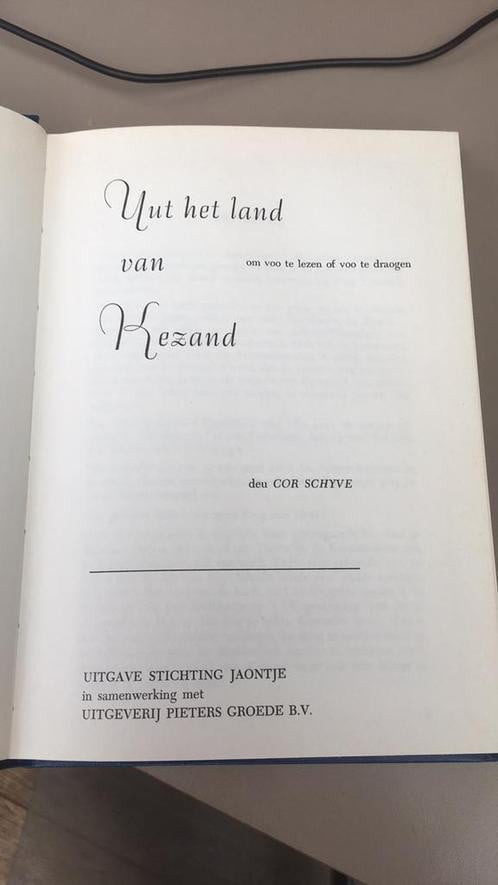 Uut het land
van om voo te lezen of voo te draogen
Kezand
deu COR SCHYVE
UITGAVE STICHTING JAONTJE
in samenwerking met
UITGEVERIJ PIETERS GROEDE B.V.